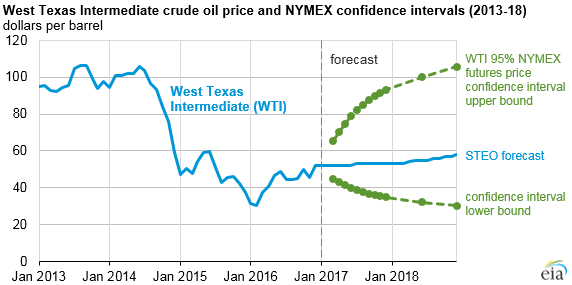 West Texas Intermediate crude oil price and NYMEX confidence intervals (2013-18)
dollars per barrel
120
100
80
60
40
20
0
forecast
West Texas
Intermediate (WTI)
WTI 95% NYMEX
futures price
confidence interval
upper bound
STEO forecast
confidence interval
lower bound
Jan 2013 Jan 2014 Jan 2015 Jan 2016 Jan 2017 Jan 2018
eia